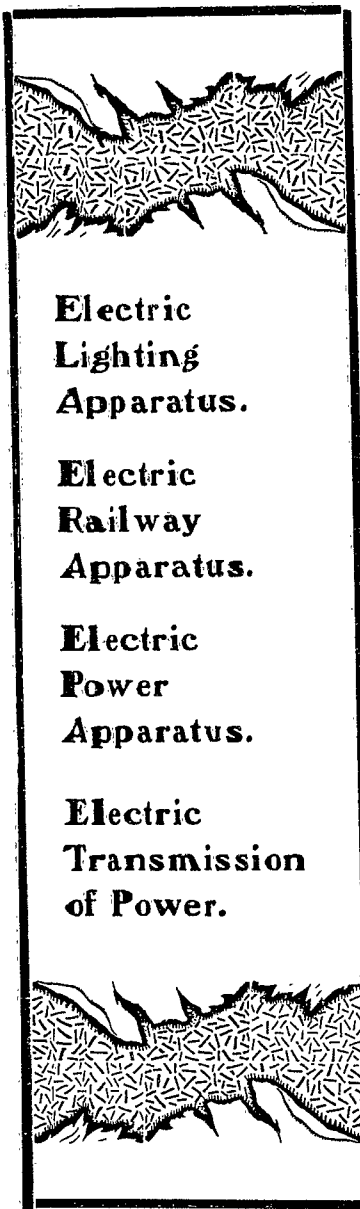 Electric
Lighting
Apparatus.
Electric
Railway
Apparatus.
Electric
Power
Apparatus.
Electric
Transmission
of Power.